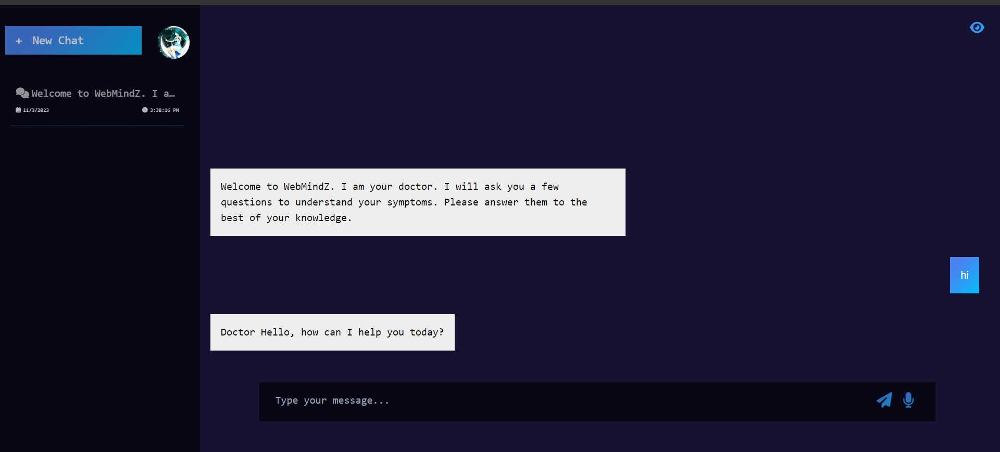 + New Chat
Welcome to WebMindZ. I a…
11/3/2023
3:38:16 PM
Welcome to WebMindZ. I am your doctor. I will ask you a few
questions to understand your symptoms. Please answer them to the
best of your knowledge.
hi
Doctor Hello, how can I help you today?
Type your message...